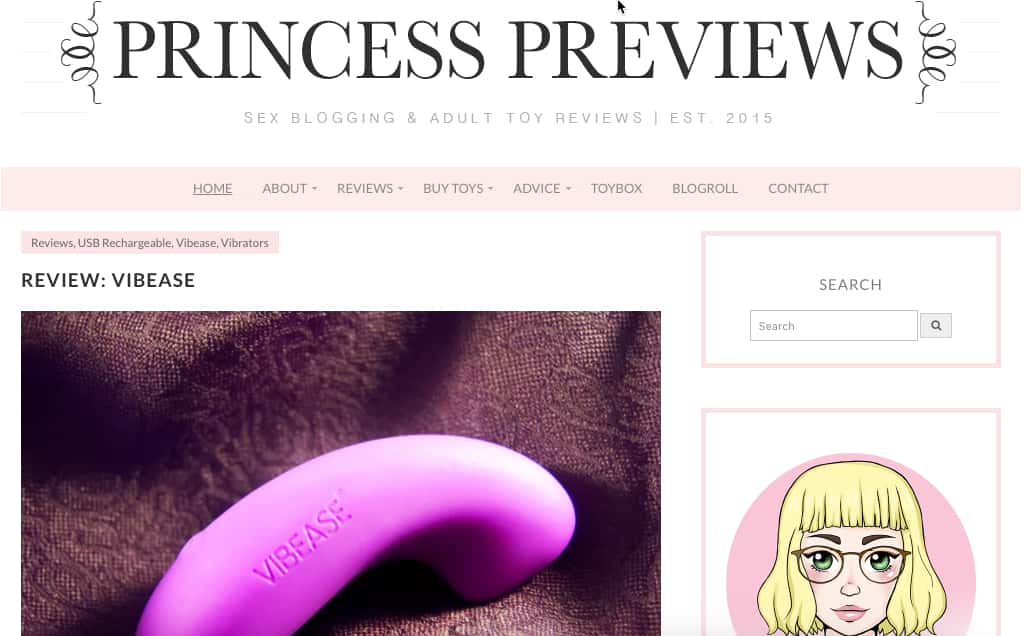 PRINCESS PREVIEWS
SEX BLOGGING & ADULT TOY REVIEWS | EST. 2015
HOME ABOUT REVIEWS BUY TOYS ADVICE TOYBOX BLOGROLL CONTACT
Reviews, USB Rechargeable, Vibease, Vibrators
REVIEW: VIBEASE
VIBEASE
SEARCH
Search